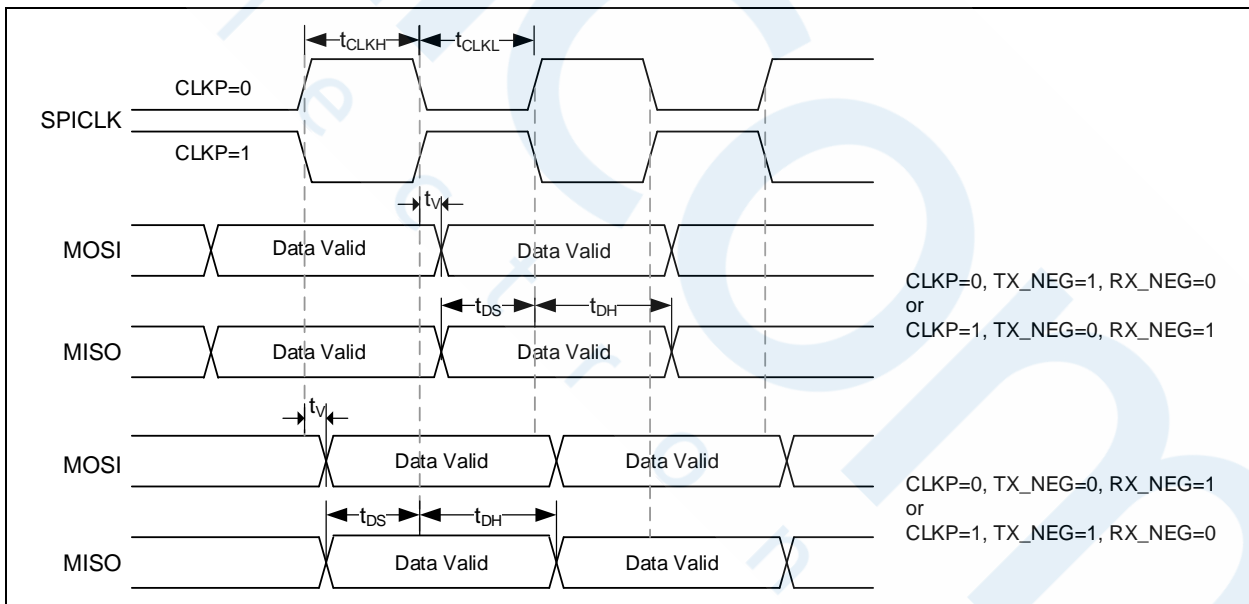 tCLKH tCLKL
CLKP=0
SPICLK
CLKP=1
tV
MOSI Data Valid Data Valid
tDS tDH
MISO Data Valid Data Valid
CLKP=0, TX_NEG=1, RX_NEG=0
or
CLKP=1, TX_NEG=0, RX_NEG=1
tV
MOSI Data Valid Data Valid
tDS tDH
MISO Data Valid Data Valid
CLKP=0, TX_NEG=0, RX_NEG=1
or
CLKP=1, TX_NEG=1, RX_NEG=0